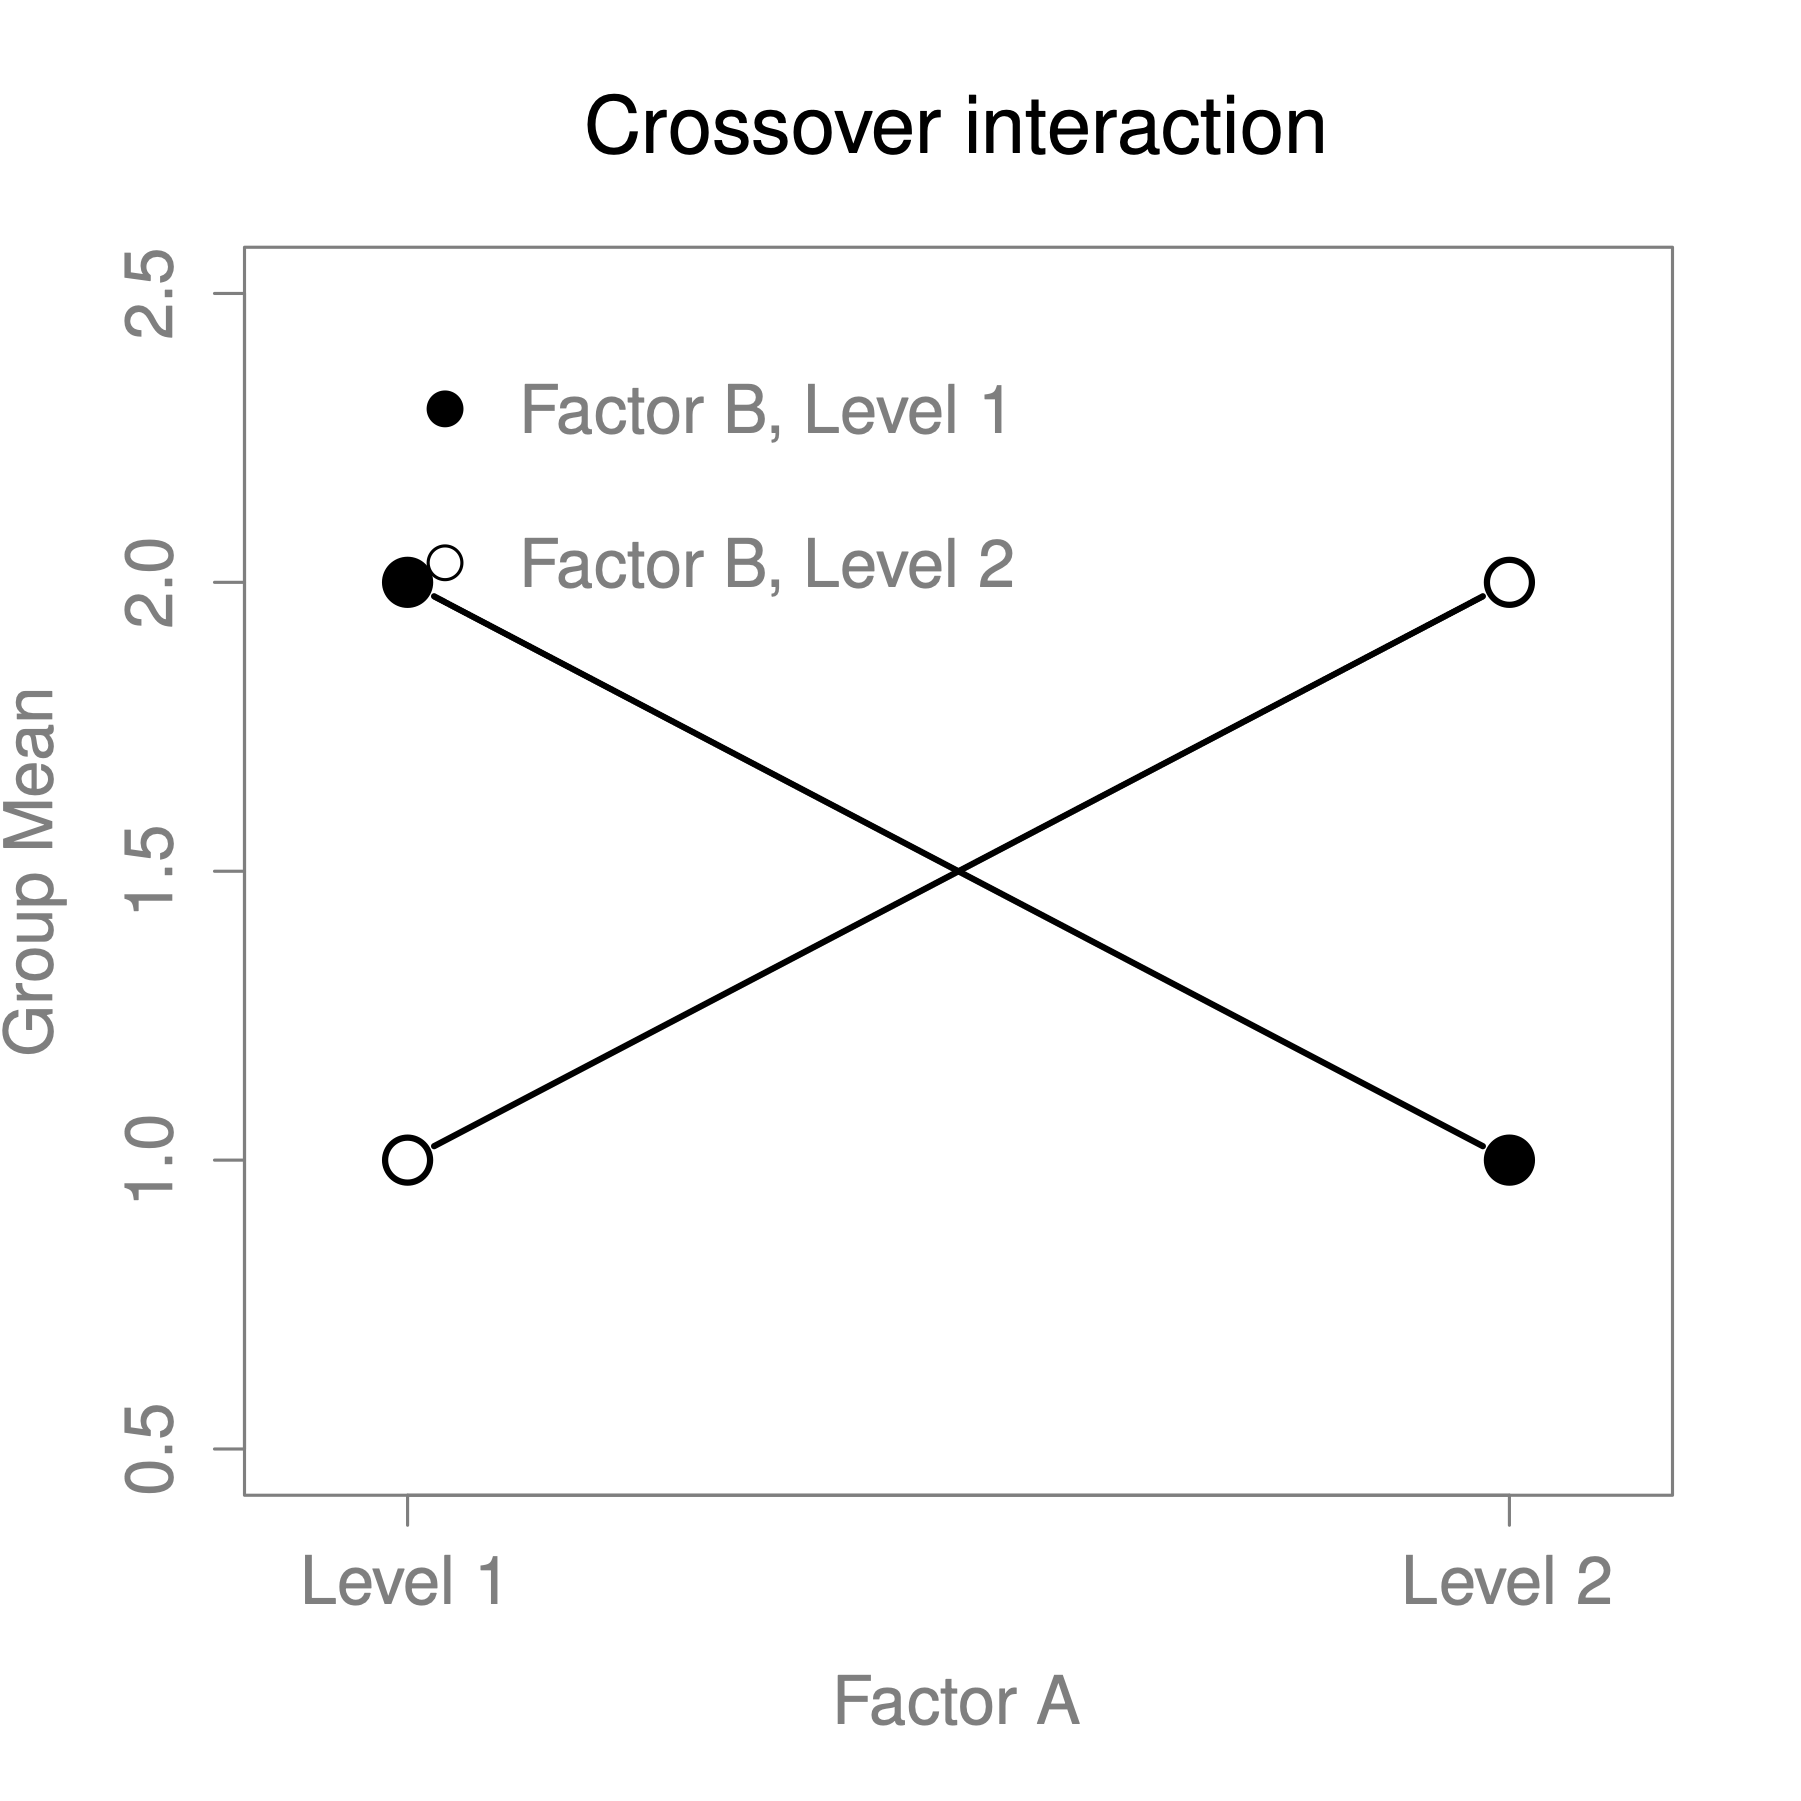 Crossover interaction
2.5
2.0
1.5
1.0
0.5
Group Mean
Factor B, Level 1
Factor B, Level 2
Level 1
Level 2
Factor A